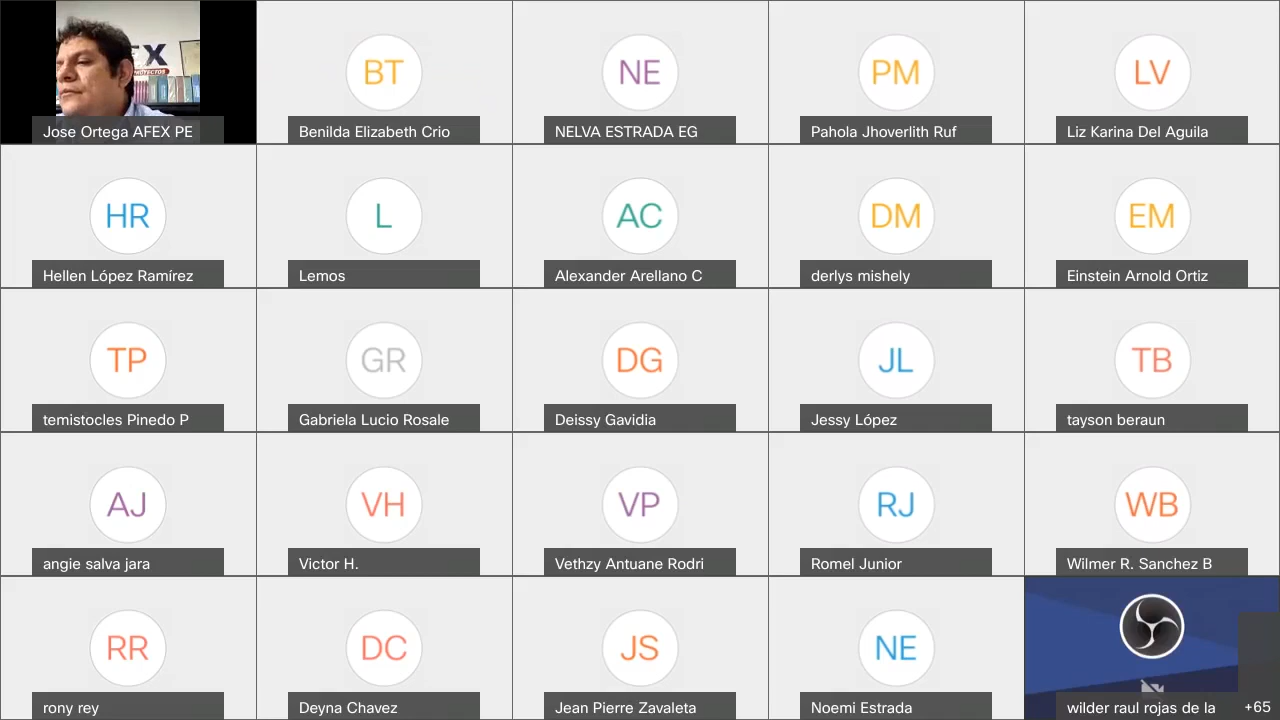 EX
PROYECTOS
Jose Ortega AFEX PE
BT
Benilda Elizabeth Crio
NE
NELVA ESTRADA EG
PM
Pahola Jhoverlith Ruf
LV
Liz Karina Del Aguila
HR
Hellen López Ramírez
L
Lemos
AC
Alexander Arellano C
DM
derlys mishely
EM
Einstein Arnold Ortiz
TP
temistocles Pinedo P
GR
Gabriela Lucio Rosale
DG
Deissy Gavidia
JL
Jessy López
TB
tayson beraun
AJ
angie salva jara
VH
Victor H.
VP
Vethzy Antuane Rodri
RJ
Romel Junior
WB
Wilmer R. Sanchez B
RR
rony rey
DC
Deyna Chavez
JS
Jean Pierre Zavaleta
NE
Noemi Estrada
wilder raul rojas de la
+65